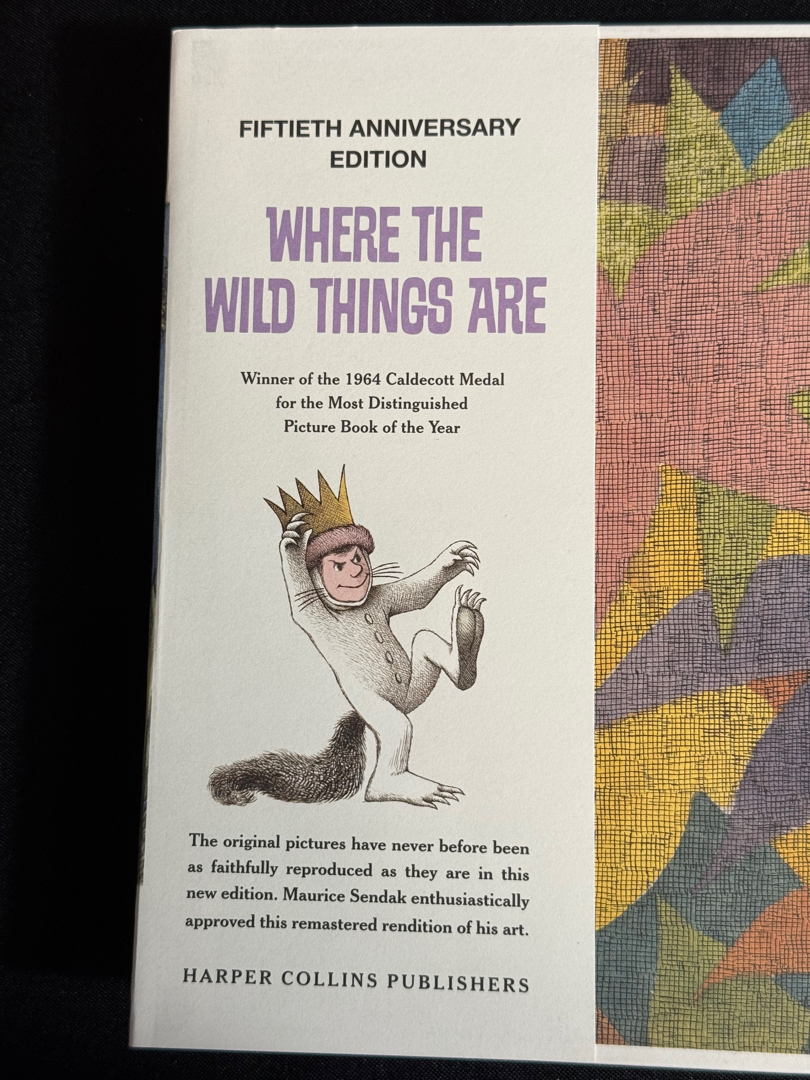 FIFTIETH ANNIVERSARY
EDITION
WHERE THE
WILD THINGS ARE
Winner of the 1964 Caldecott Medal
for the Most Distinguished
Picture Book of the Year
The original pictures have never before been
as faithfully reproduced as they are in this
new edition. Maurice Sendak enthusiastically
approved this remastered rendition of his art.
HARPER COLLINS PUBLISHERS